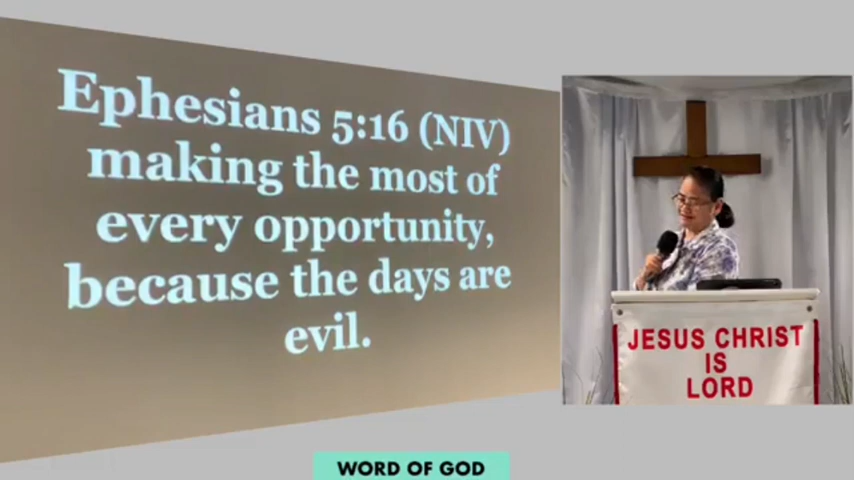 Ephesians 5:16 (NIV)
making the most of
every opportunity,
because the days are
evil.
JESUS CHRIST
IS
LORD
WORD OF GOD